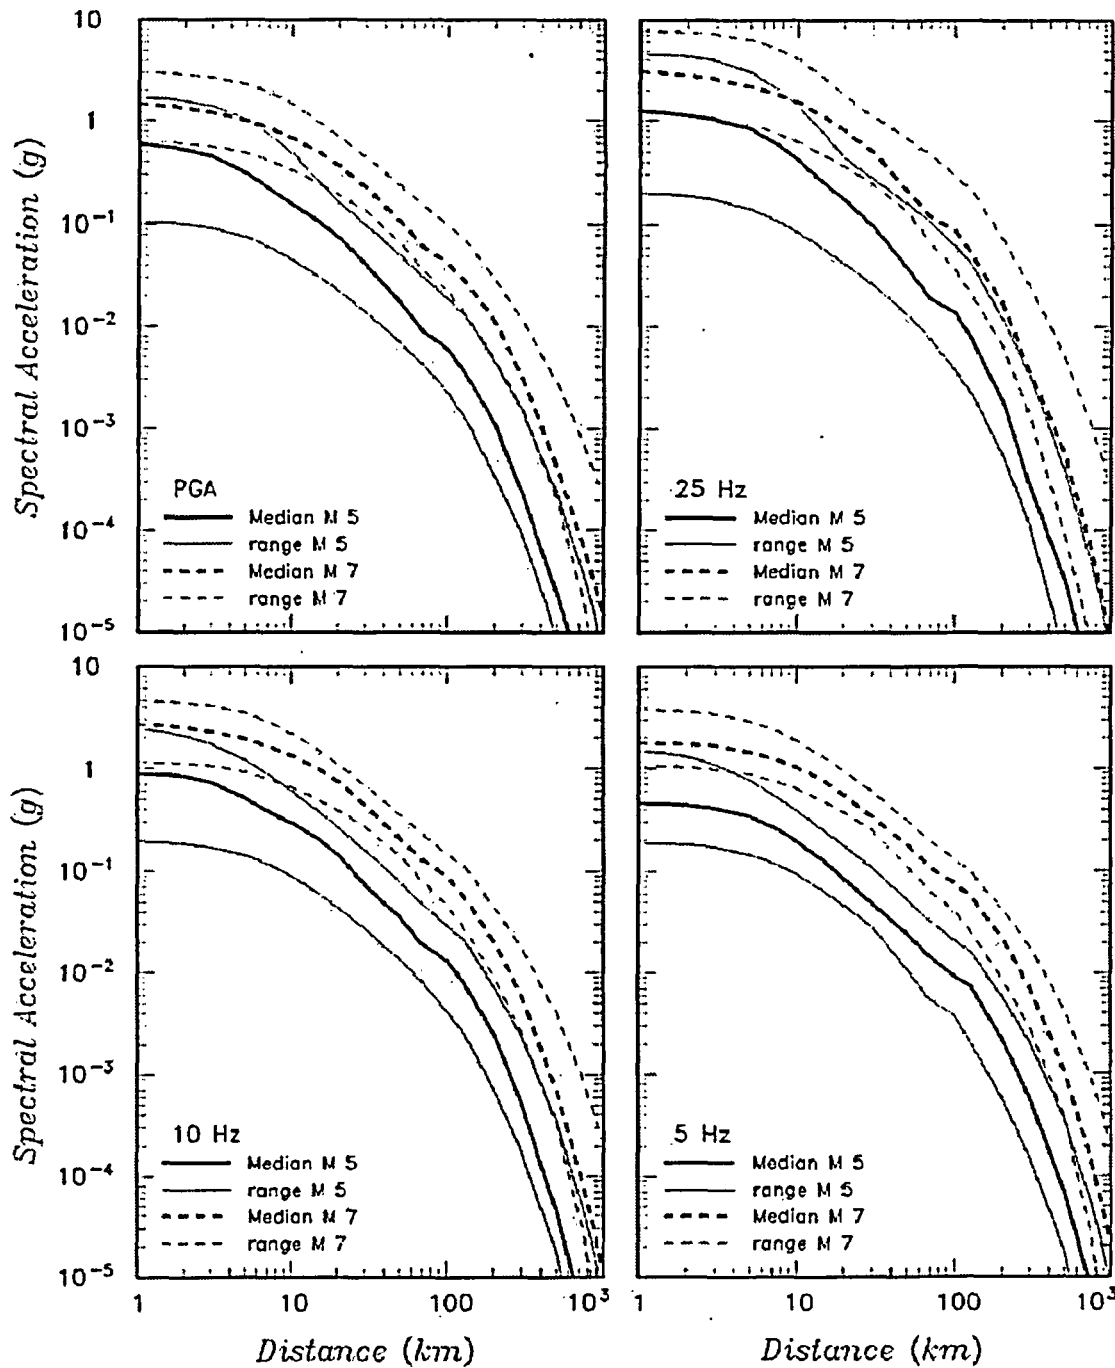 10
1
10⁻¹
10⁻²
10⁻³
10⁻⁴
10⁻⁵
Spectral Acceleration (g)
PGA
Median M 5
range M 5
Median M 7
range M 7
25 Hz
Median M 5
range M 5
Median M 7
range M 7
10
1
10⁻¹
10⁻²
10⁻³
10⁻⁴
10⁻⁵
Spectral Acceleration (g)
10 Hz
Median M 5
range M 5
Median M 7
range M 7
5 Hz
Median M 5
range M 5
Median M 7
range M 7
1 10 100 10³
1 10 100 10³
Distance (km)
Distance (km)